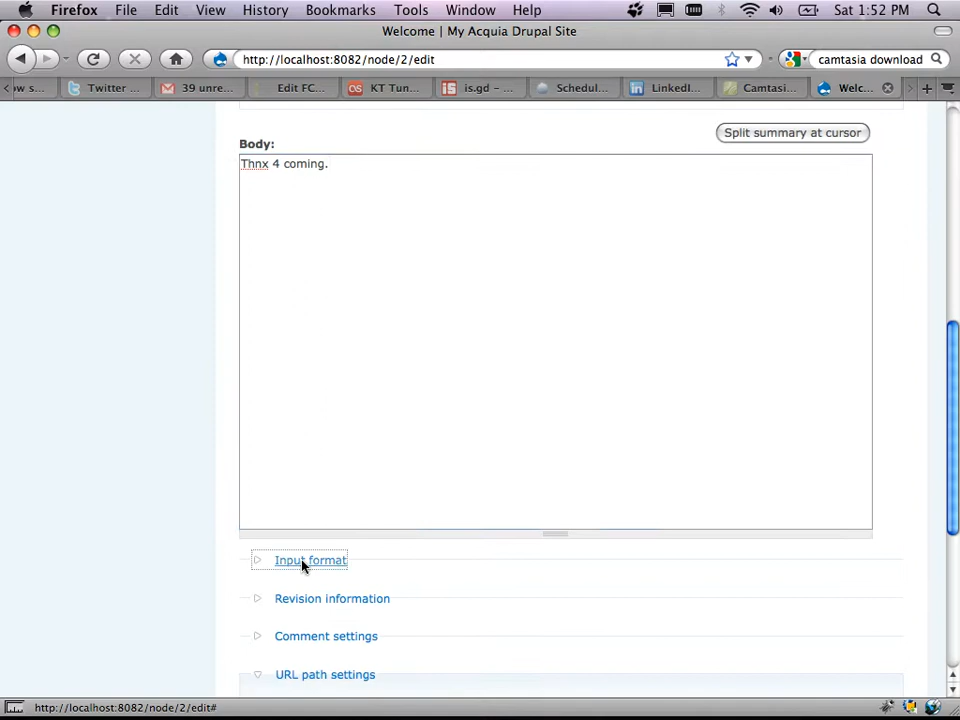 Firefox File Edit View History Bookmarks Tools Window Help Sat 1:52 PM
Welcome | My Acquia Drupal Site
http://localhost:8082/node/2/edit
camtasia download
ow s...
Twitter ...
39 unre...
Edit FC...
KT Tun...
is.gd - ...
Schedul...
LinkedI...
Camtasi...
Welc...
Split summary at cursor
Body:
Thnx 4 coming.
Input format
Revision information
Comment settings
URL path settings
http://localhost:8082/node/2/edit#